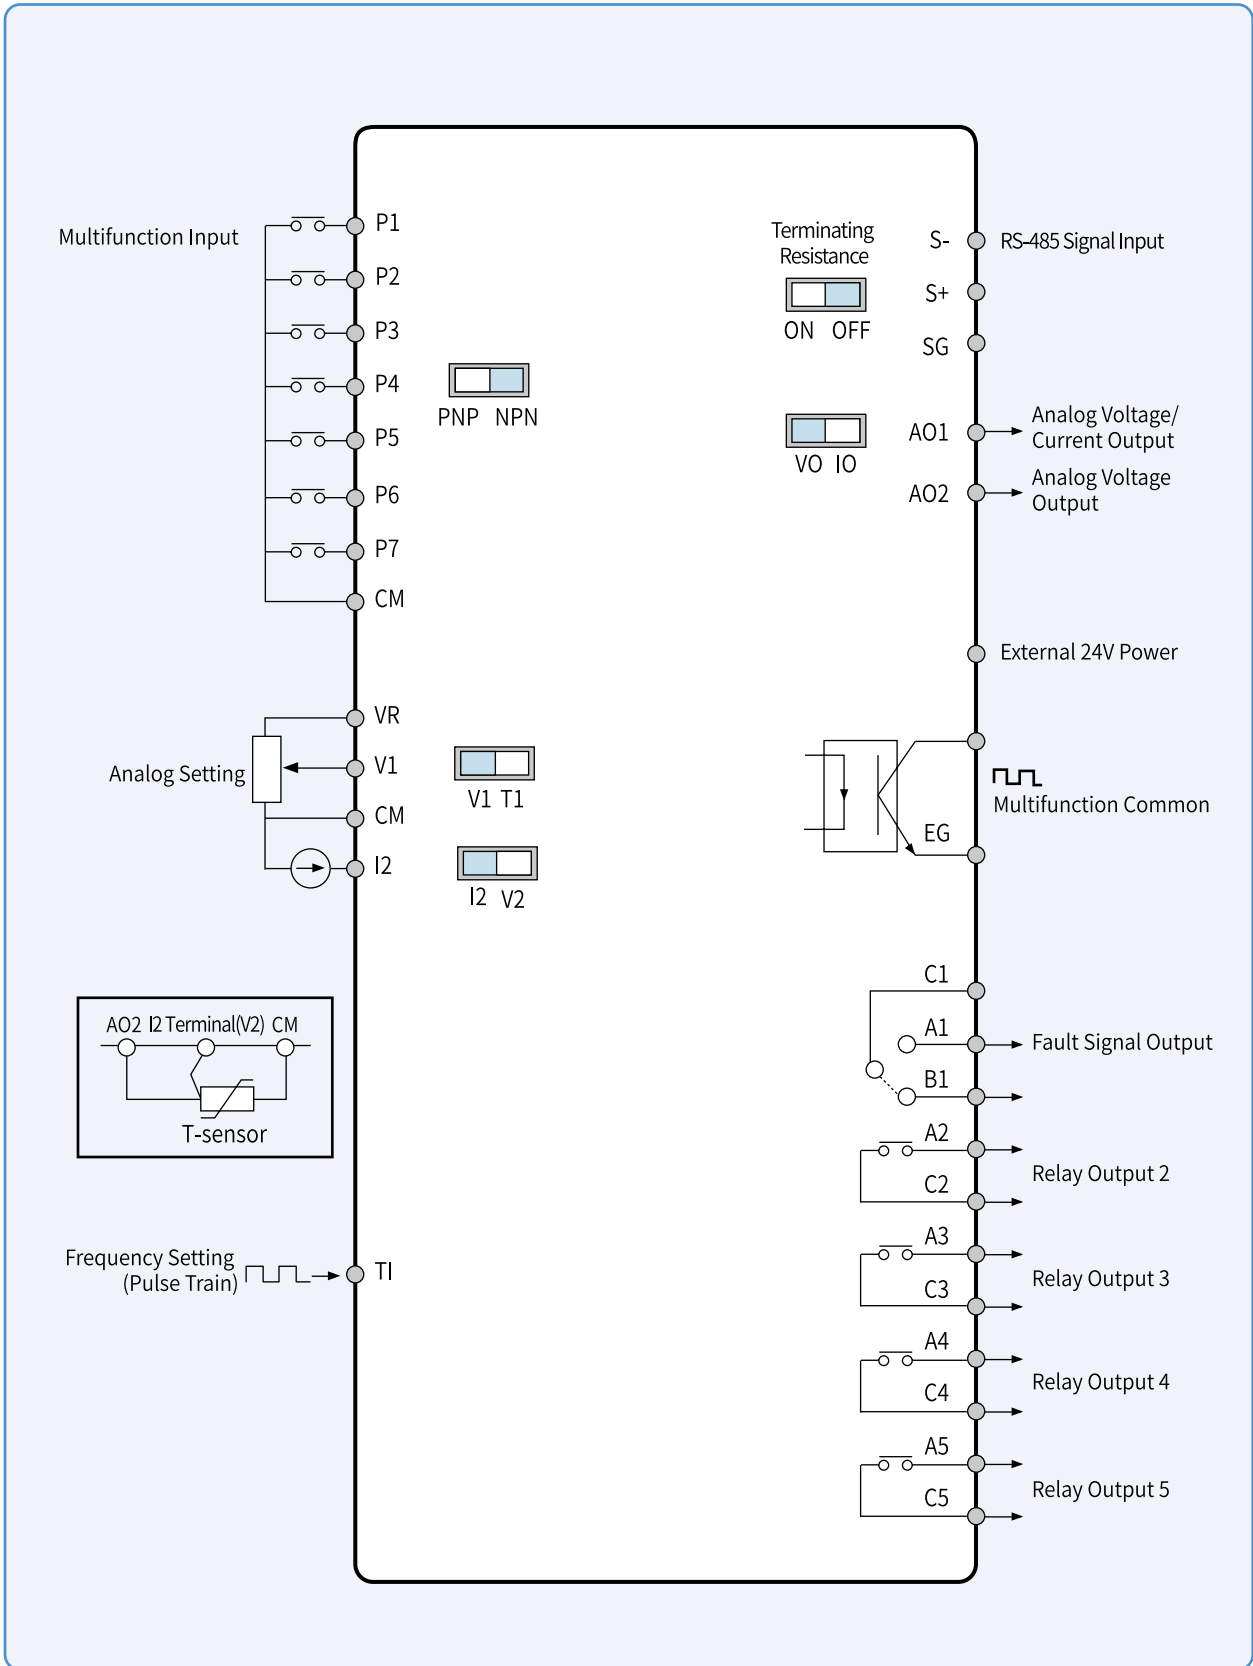 Multifunction Input
P1
P2
P3
P4
P5
P6
P7
CM
PNP NPN
Terminating
Resistance
ON OFF
S-
RS-485 Signal Input
S+
SG
VO IO
AO1
Analog Voltage/
Current Output
AO2
Analog Voltage
Output
External 24V Power
Analog Setting
VR
V1
CM
I2
V1 T1
I2 V2
Multifunction Common
EG
AO2 I2 Terminal(V2) CM
T-sensor
Frequency Setting
(Pulse Train)
TI
C1
A1
Fault Signal Output
B1
A2
Relay Output 2
C2
A3
Relay Output 3
C3
A4
Relay Output 4
C4
A5
Relay Output 5
C5